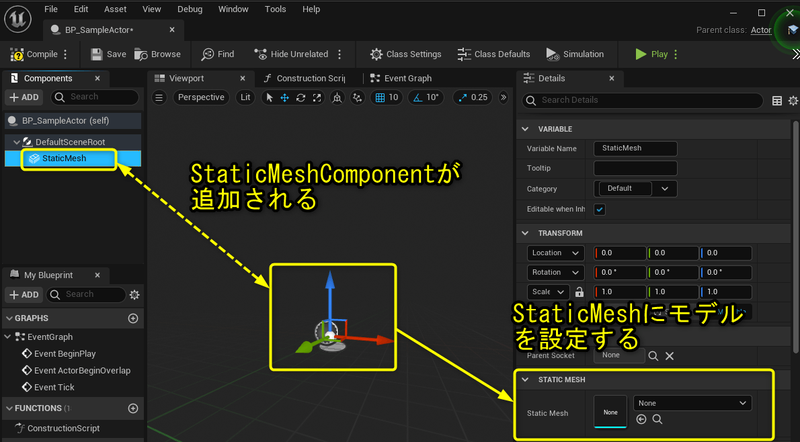 File Edit Asset View Debug Window Tools Help
BP_SampleActor*
Parent class: Actor
Compile Save Browse Find Hide Unrelated Class Settings Class Defaults Simulation Play
Components
ADD Search
BP_SampleActor (self)
DefaultSceneRoot
StaticMesh
Viewport Construction Scrip Event Graph
Perspective Lit 10 10° 0.25
StaticMeshComponentが
追加される
My Blueprint
ADD Search
GRAPHS
EventGraph
Event BeginPlay
Event ActorBeginOverlap
Event Tick
FUNCTIONS (1
ConstructionScript
Details
Search Details
VARIABLE
Variable Name StaticMesh
Tooltip
Category Default
Editable when Inh
TRANSFORM
Location 0.0 0.0 0.0
Rotation 0.0 ° 0.0 ° 0.0 °
Scale 1.0 1.0 1.0
StaticMeshにモデル
を設定する
Parent Socket None
STATIC MESH
Static Mesh None None